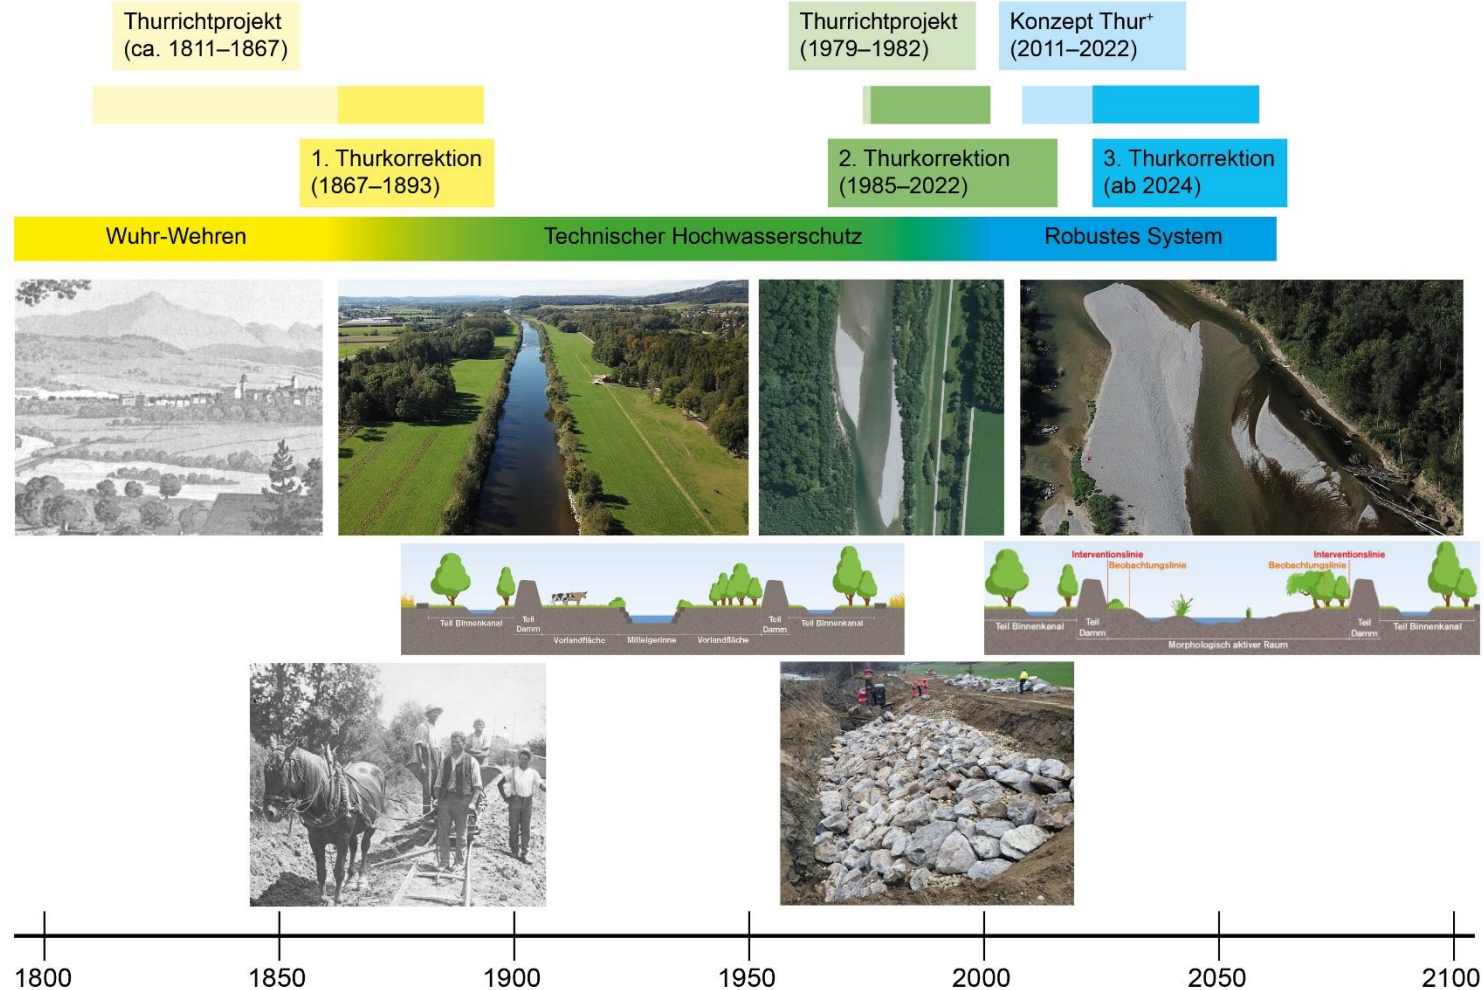 Thurrichtprojekt
(ca. 1811–1867)
Thurrichtprojekt
(1979–1982)
Konzept Thur⁺
(2011–2022)
1. Thurkorrektion
(1867–1893)
2. Thurkorrektion
(1985–2022)
3. Thurkorrektion
(ab 2024)
Wuhr-Wehren
Technischer Hochwasserschutz
Robustes System
Teil Binnenkanal
Teil
Damm
Vorlandfläche
Mittelgerinne
Vorlandfläche
Teil
Damm
Teil Binnenkanal
Interventionslinie
Beobachtungslinie
Interventionslinie
Beobachtungslinie
Teil Binnenkanal
Teil
Damm
Morphologisch aktiver Raum
Teil
Damm
Teil Binnenkanal
1800
1850
1900
1950
2000
2050
2100